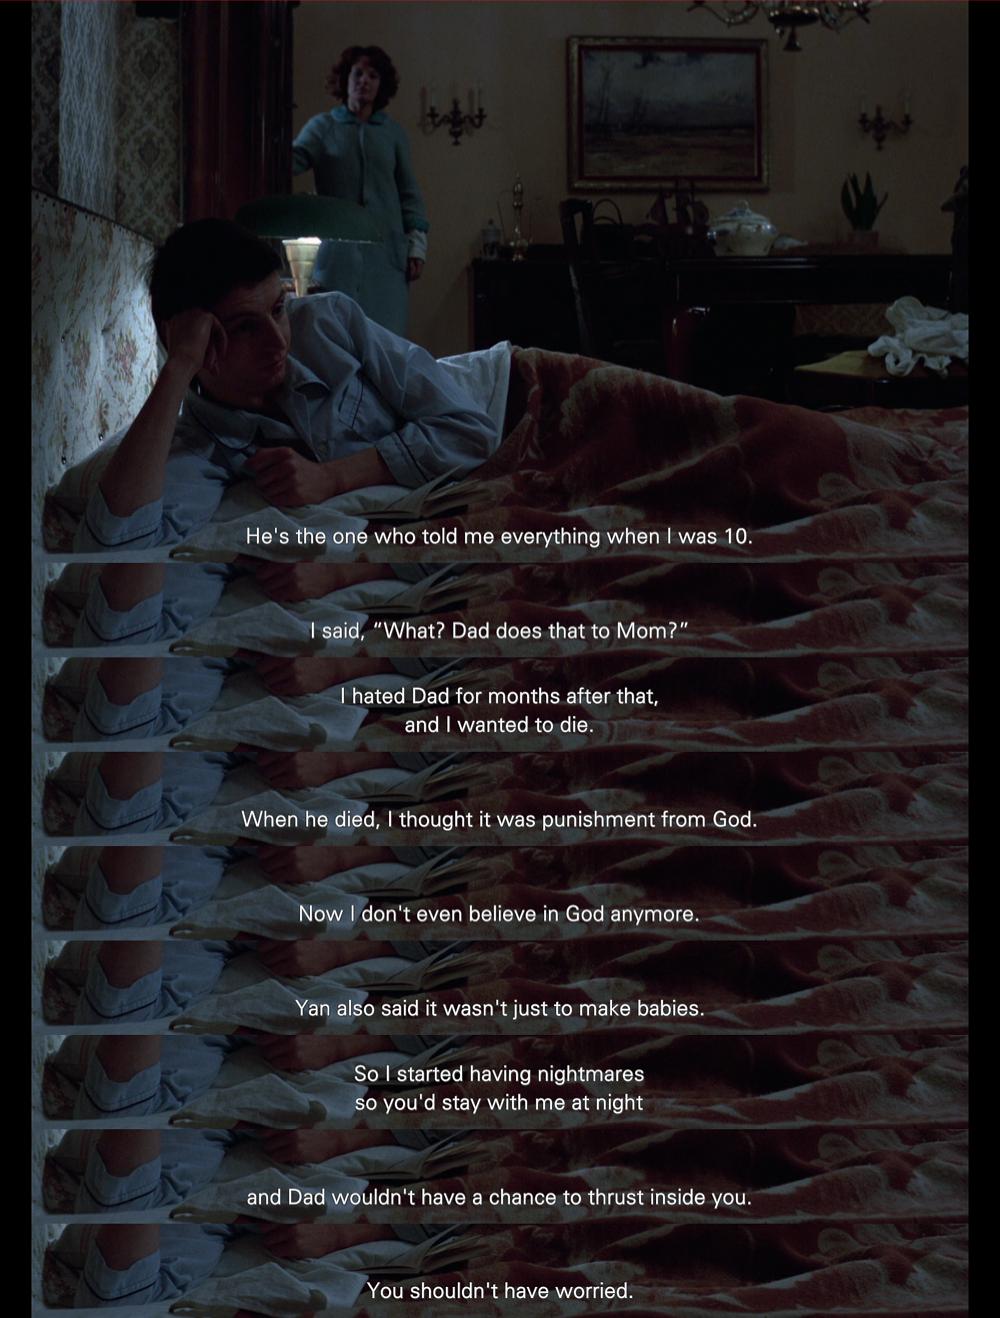 He's the one who told me everything when I was 10.
I said, “What? Dad does that to Mom?”
I hated Dad for months after that,
and I wanted to die.
When he died, I thought it was punishment from God.
Now I don't even believe in God anymore.
Yan also said it wasn't just to make babies.
So I started having nightmares
so you'd stay with me at night
and Dad wouldn't have a chance to thrust inside you.
You shouldn't have worried.